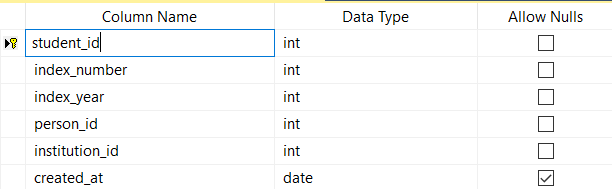 Column Name Data Type Allow Nulls
student_id int
index_number int
index_year int
person_id int
institution_id int
created_at date